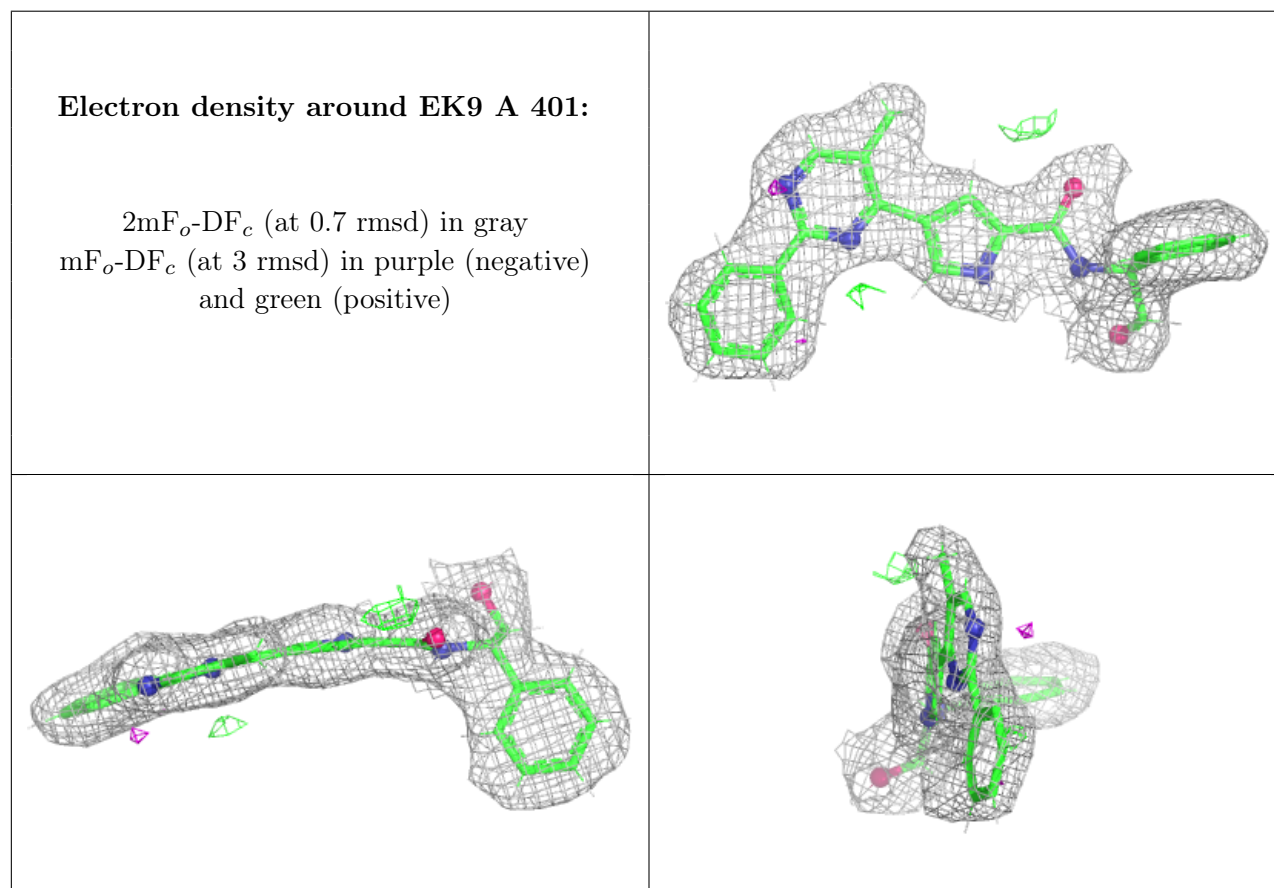 Electron density around EK9 A 401:
2mFo-DFc (at 0.7 rmsd) in gray
mFo-DFc (at 3 rmsd) in purple (negative)
and green (positive)